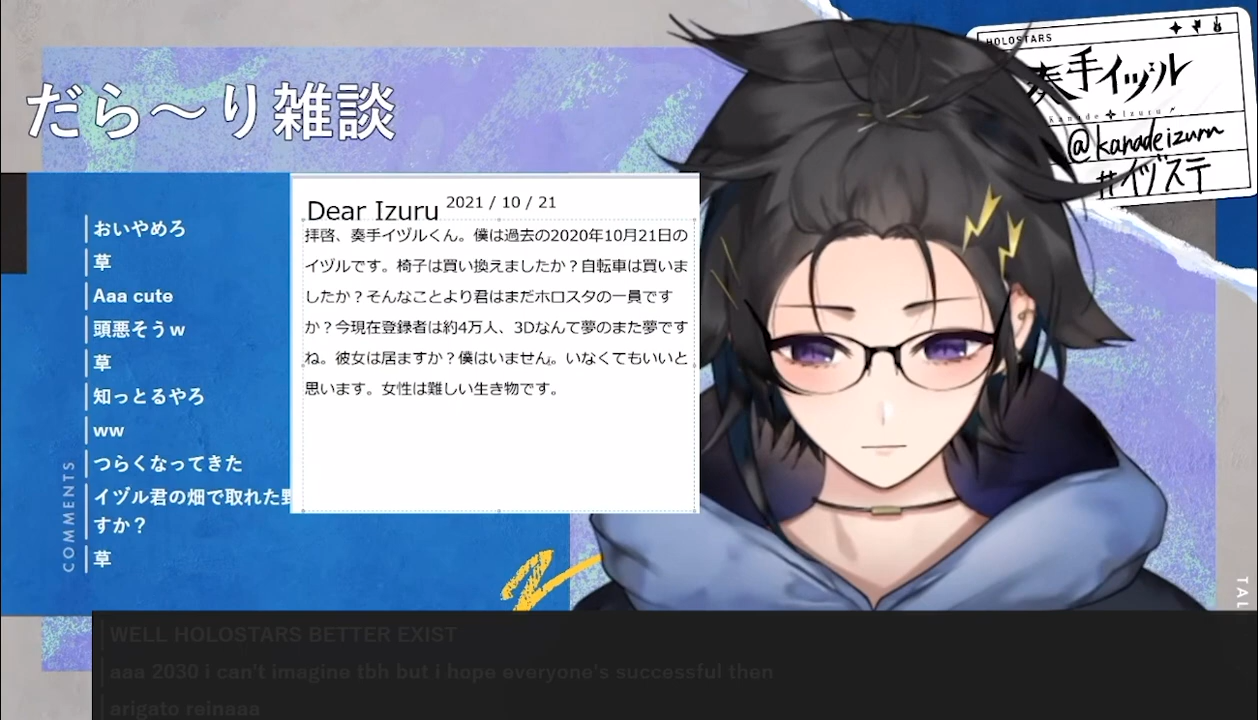 だら～り雑談
HOLOSTARS
奏手イヅル
Kanade Izuru
@kanadeizuru
#イヅステ
Dear Izuru 2021 / 10 / 21
拝啓、奏手イヅルくん。僕は過去の2020年10月21日の
イヅルです。椅子は買い換えましたか？自転車は買いま
したか？そんなことより君はまだホロスタの一員です
か？今現在登録者は約4万人、3Dなんて夢のまた夢です
ね。彼女は居ますか？僕はいません。いなくてもいいと
思います。女性は難しい生き物です。
おいやめろ
草
Aaa cute
頭悪そうw
草
知っとるやろ
ww
つらくなってきた
イヅル君の畑で取れた野
すか？
草
COMMENTS
TAL
WELL HOLOSTARS BETTER EXIST
aaa 2030 i can't imagine tbh but i hope everyone's successful then
arigato reinaaa